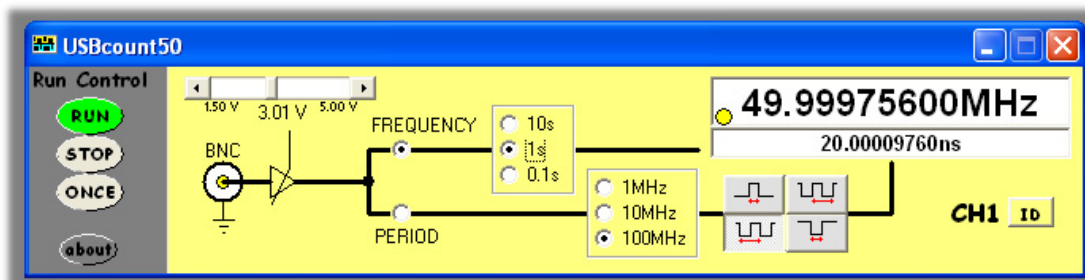 USBcount50
Run Control
RUN
STOP
ONCE
about
1.50 V
3.01 V
5.00 V
BNC
FREQUENCY
10s
1s
0.1s
PERIOD
1MHz
10MHz
100MHz
49.99975600MHz
20.00009760ns
CH1 ID